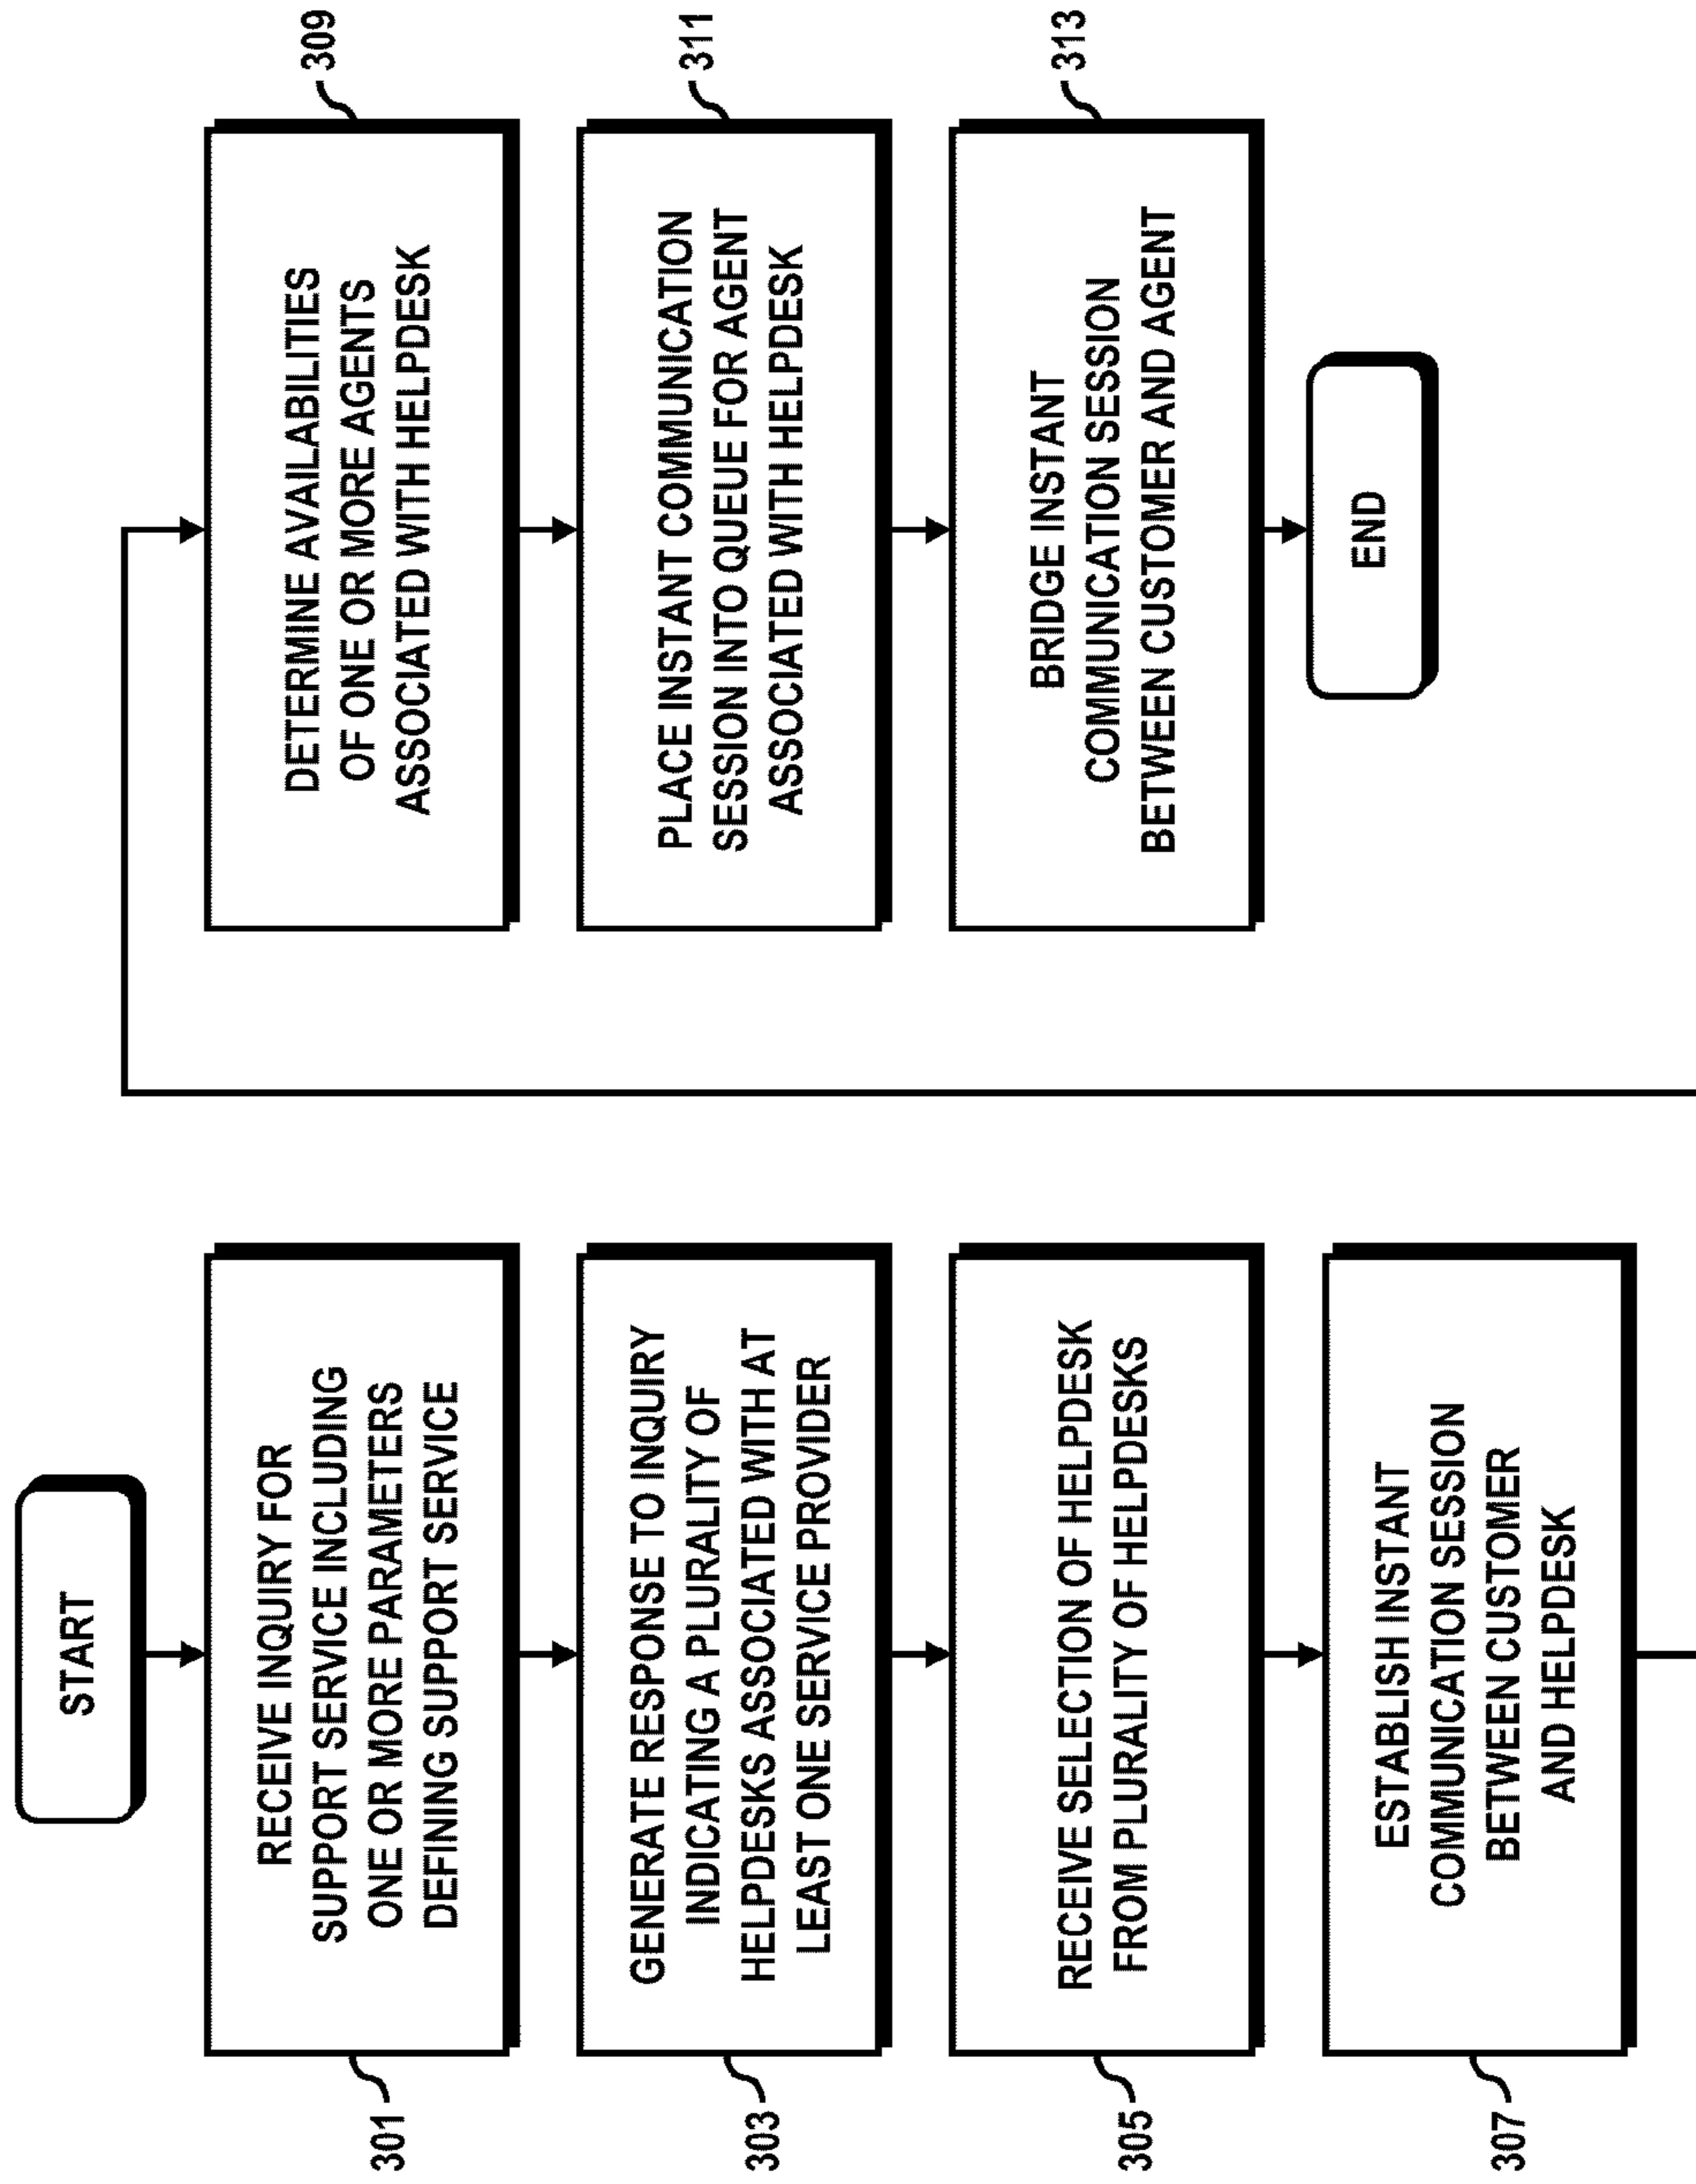 START
RECEIVE INQUIRY FOR
SUPPORT SERVICE INCLUDING
ONE OR MORE PARAMETERS
DEFINING SUPPORT SERVICE
301
GENERATE RESPONSE TO INQUIRY
INDICATING A PLURALITY OF
HELPDESKS ASSOCIATED WITH AT
LEAST ONE SERVICE PROVIDER
303
RECEIVE SELECTION OF HELPDESK
FROM PLURALITY OF HELPDESKS
305
ESTABLISH INSTANT
COMMUNICATION SESSION
BETWEEN CUSTOMER
AND HELPDESK
307
DETERMINE AVAILABILITIES
OF ONE OR MORE AGENTS
ASSOCIATED WITH HELPDESK
309
PLACE INSTANT COMMUNICATION
SESSION INTO QUEUE FOR AGENT
ASSOCIATED WITH HELPDESK
311
BRIDGE INSTANT
COMMUNICATION SESSION
BETWEEN CUSTOMER AND AGENT
313
END